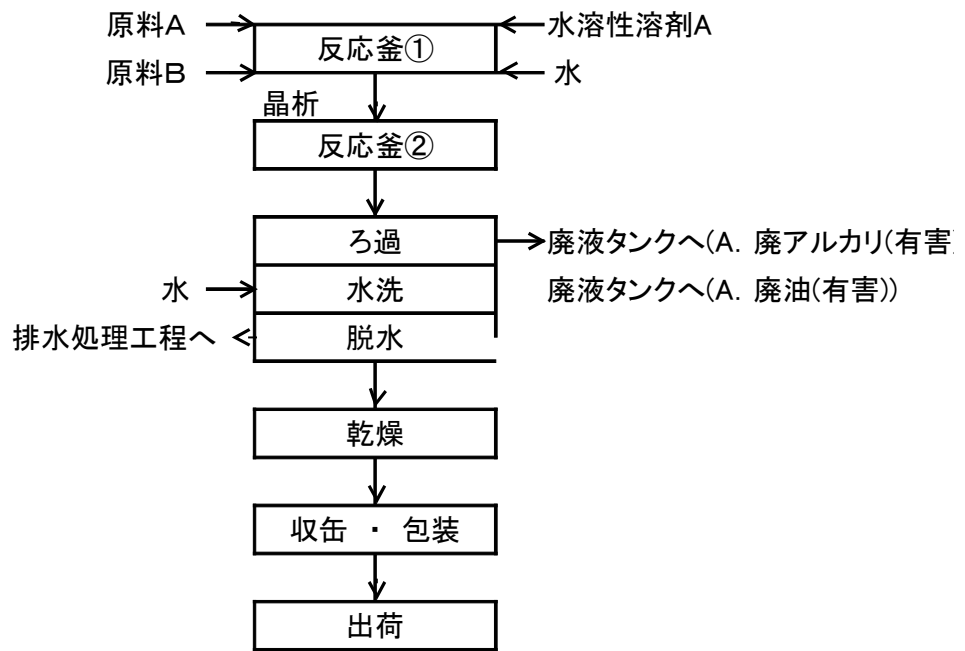 原料A
水溶性溶剤A
反応釜①
原料B
水
晶析
反応釜②
ろ過
廃液タンクへ(A. 廃アルカリ(有害)
水
水洗
廃液タンクへ(A. 廃油(有害))
排水処理工程へ
脱水
乾燥
収缶 ・ 包装
出荷